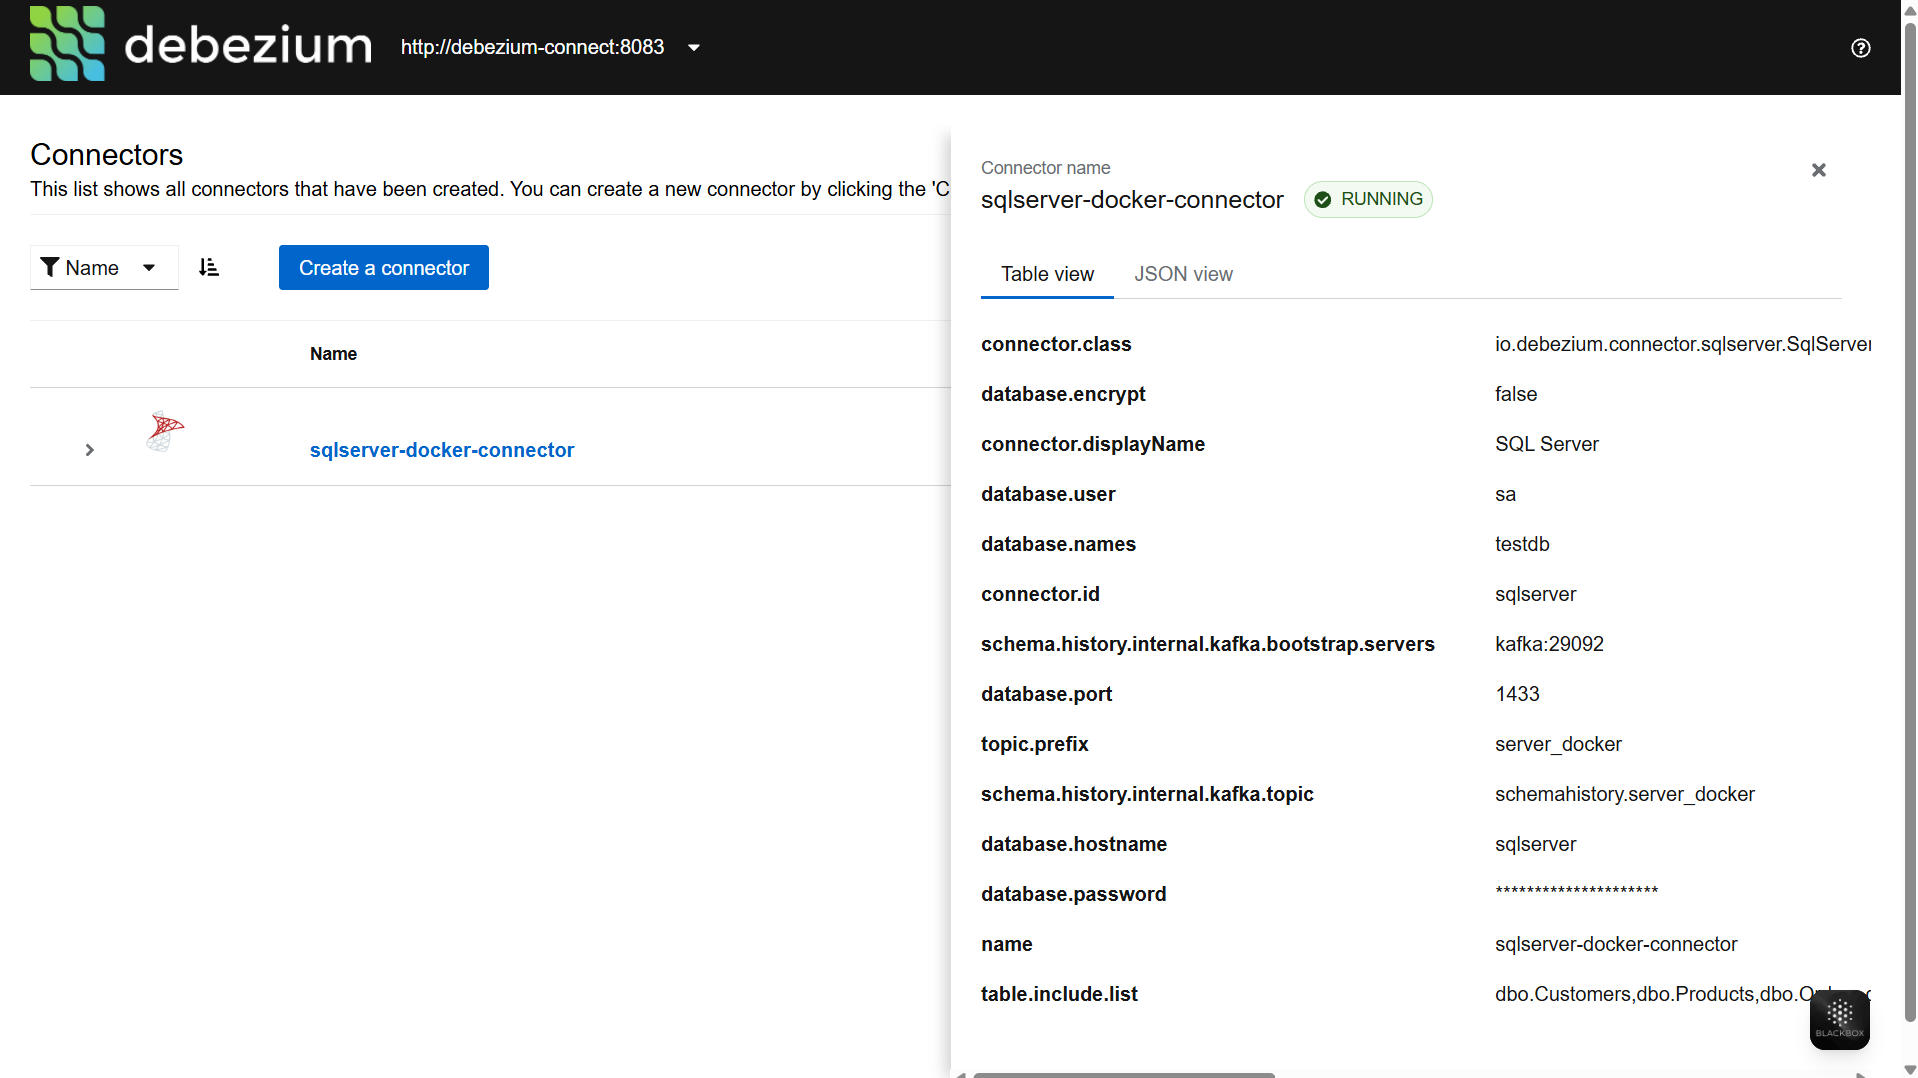 debezium
http://debezium-connect:8083
Connectors
This list shows all connectors that have been created. You can create a new connector by clicking the 'C
Name
Create a connector
Name
sqlserver-docker-connector
Connector name
sqlserver-docker-connector
RUNNING
Table view
JSON view
connector.class io.debezium.connector.sqlserver.SqlServer
database.encrypt false
connector.displayName SQL Server
database.user sa
database.names testdb
connector.id sqlserver
schema.history.internal.kafka.bootstrap.servers kafka:29092
database.port 1433
topic.prefix server_docker
schema.history.internal.kafka.topic schemahistory.server_docker
database.hostname sqlserver
database.password *********************
name sqlserver-docker-connector
table.include.list dbo.Customers,dbo.Products,dbo.O
BLACKBOX